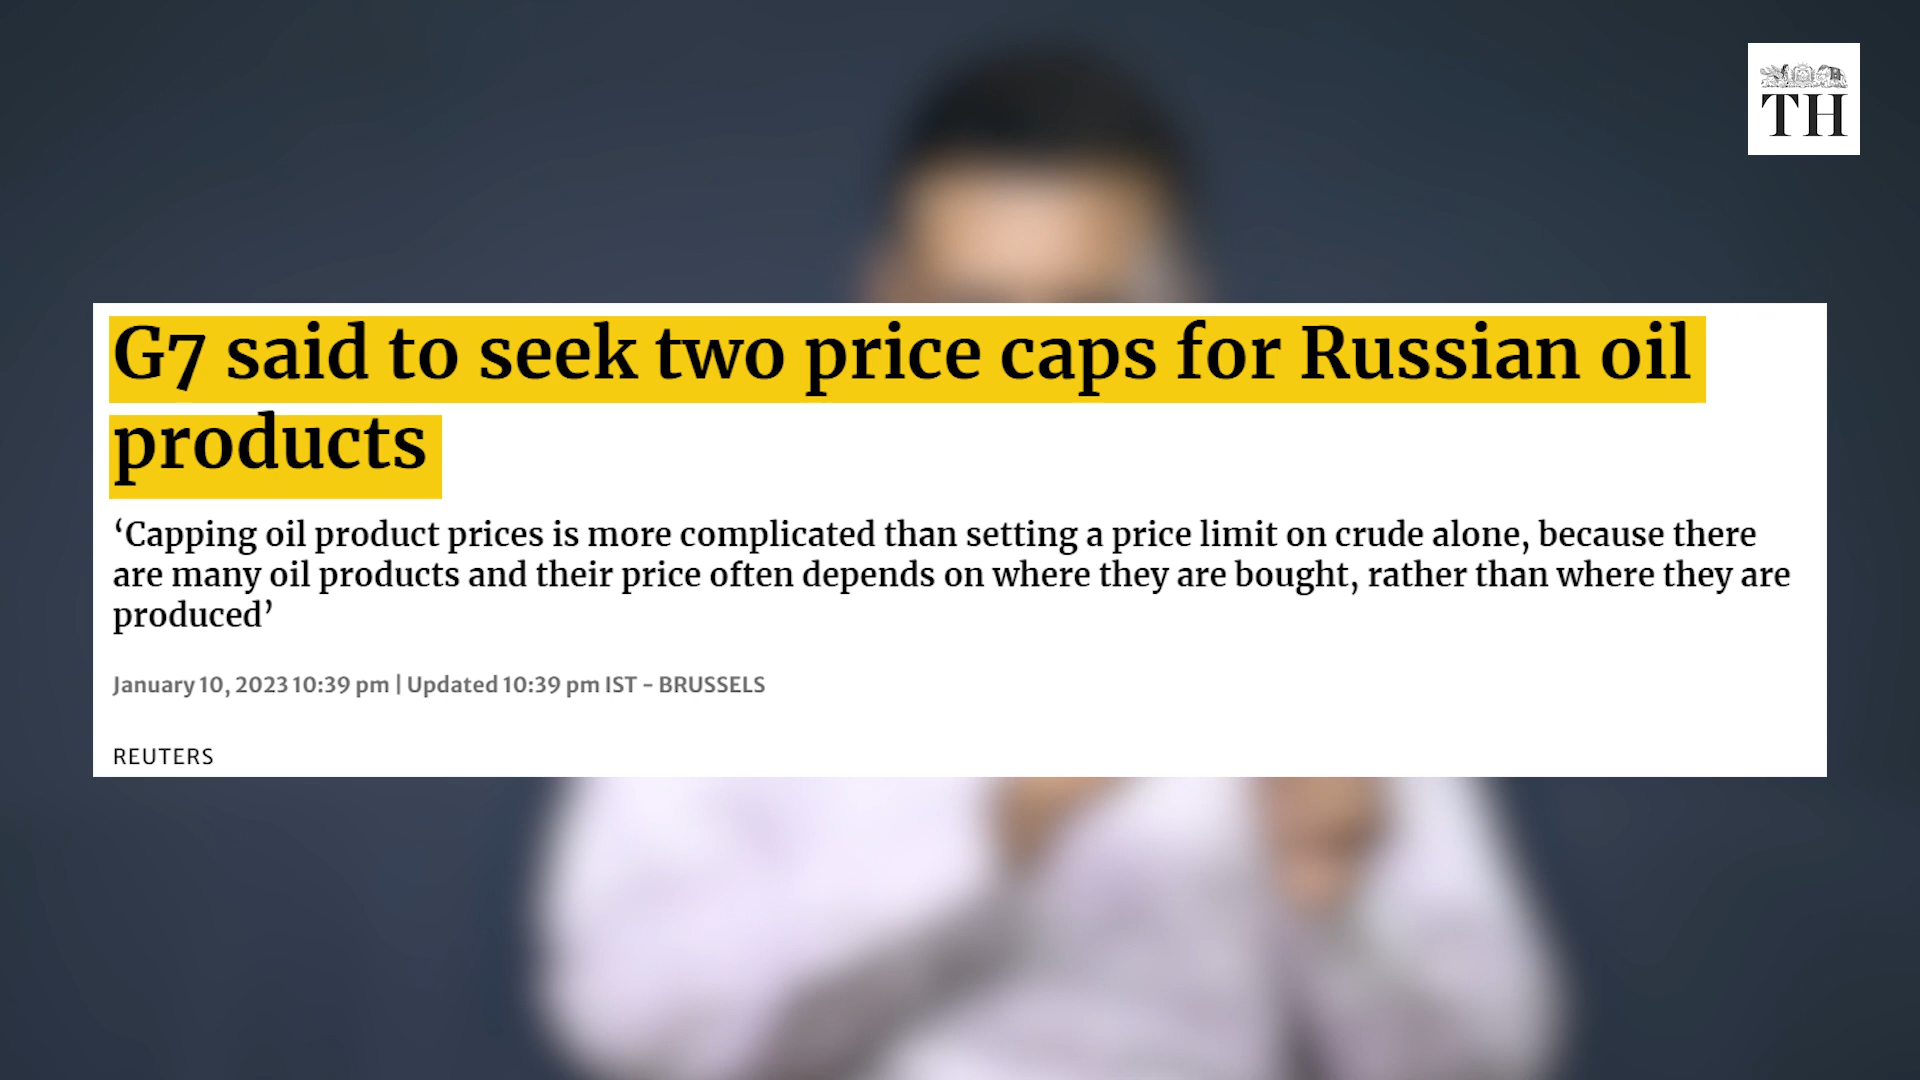 TH
G7 said to seek two price caps for Russian oil
products
‘Capping oil product prices is more complicated than setting a price limit on crude alone, because there
are many oil products and their price often depends on where they are bought, rather than where they are
produced’
January 10, 2023 10:39 pm | Updated 10:39 pm IST - BRUSSELS
REUTERS